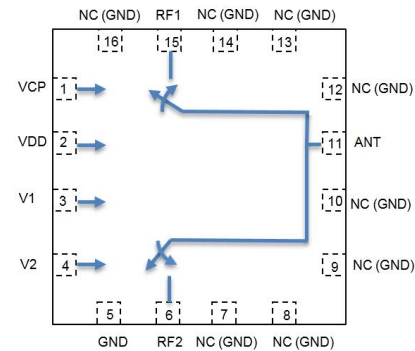 NC (GND) RF1 NC (GND) NC (GND)
16 15 14 13
VCP 1 12 NC (GND)
VDD 2 11 ANT
V1 3 10 NC (GND)
V2 4 9 NC (GND)
5 6 7 8
GND RF2 NC (GND) NC (GND)